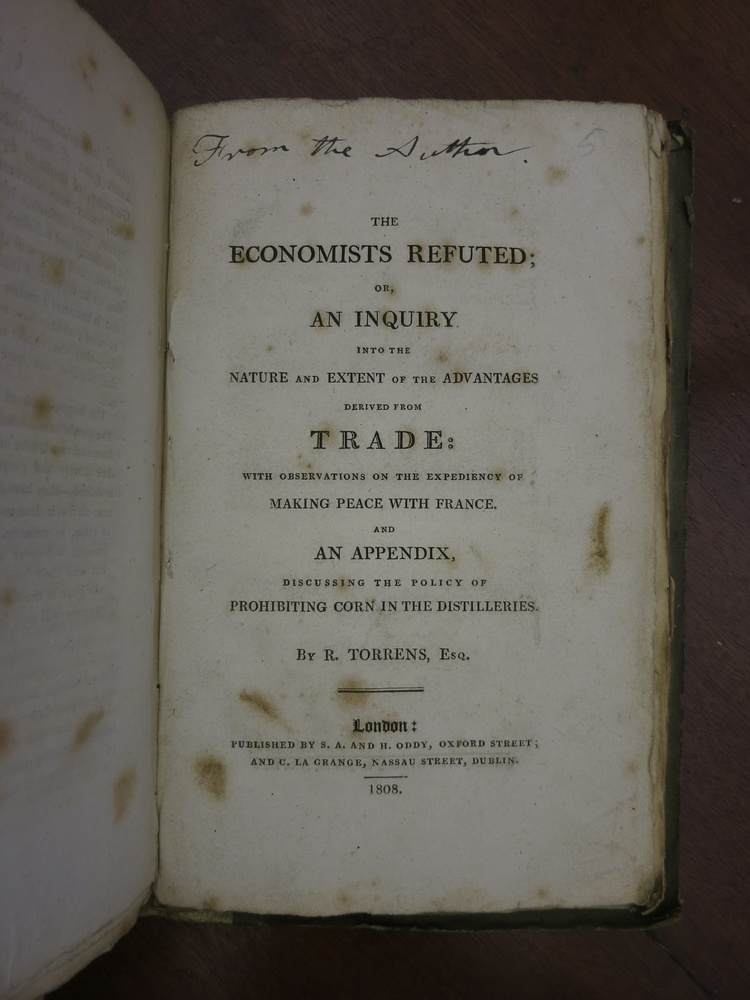 From the Author.
5
THE
ECONOMISTS REFUTED;
OR,
AN INQUIRY
INTO THE
NATURE AND EXTENT OF THE ADVANTAGES
DERIVED FROM
TRADE:
WITH OBSERVATIONS ON THE EXPEDIENCY OF
MAKING PEACE WITH FRANCE.
AND
AN APPENDIX,
DISCUSSING THE POLICY OF
PROHIBITING CORN IN THE DISTILLERIES.
By R. TORRENS, Esq.
London:
PUBLISHED BY S. A. AND H. ODDY, OXFORD STREET;
AND C. LA GRANGE, NASSAU STREET, DUBLIN.
1808.